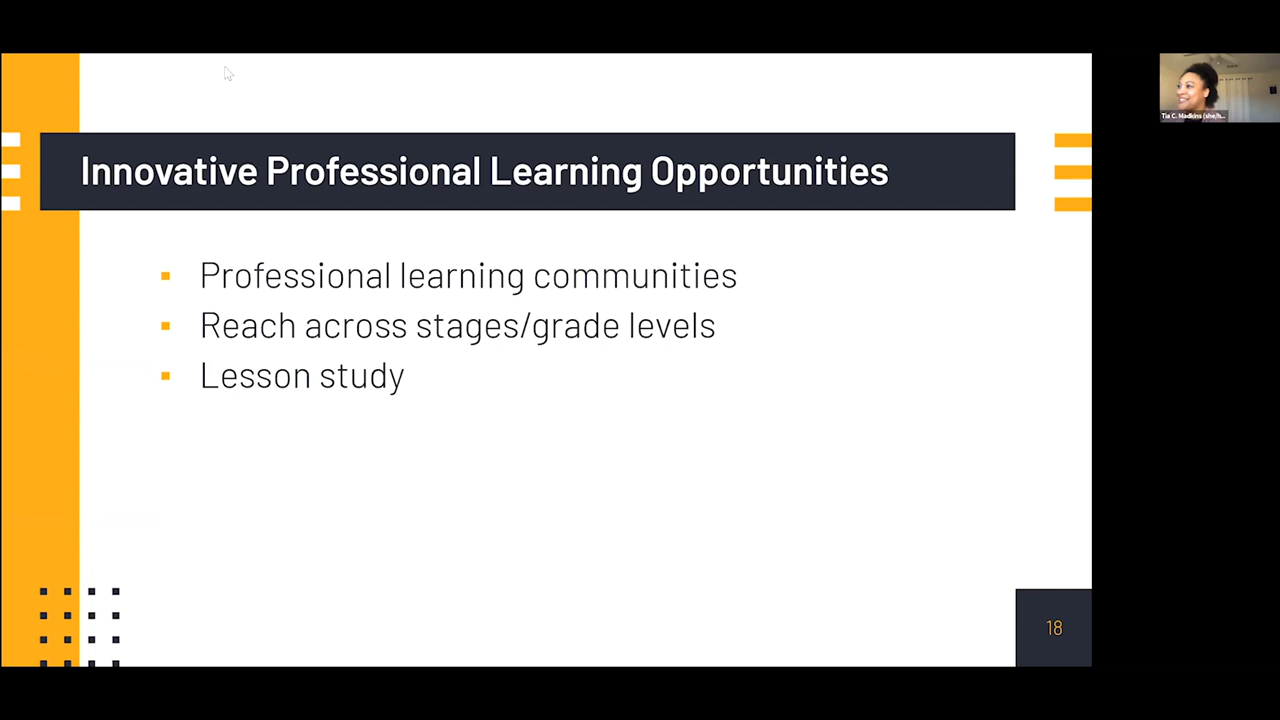 Innovative Professional Learning Opportunities
Professional learning communities
Reach across stages/grade levels
Lesson study
18
Tia C. Madkins (she/h...